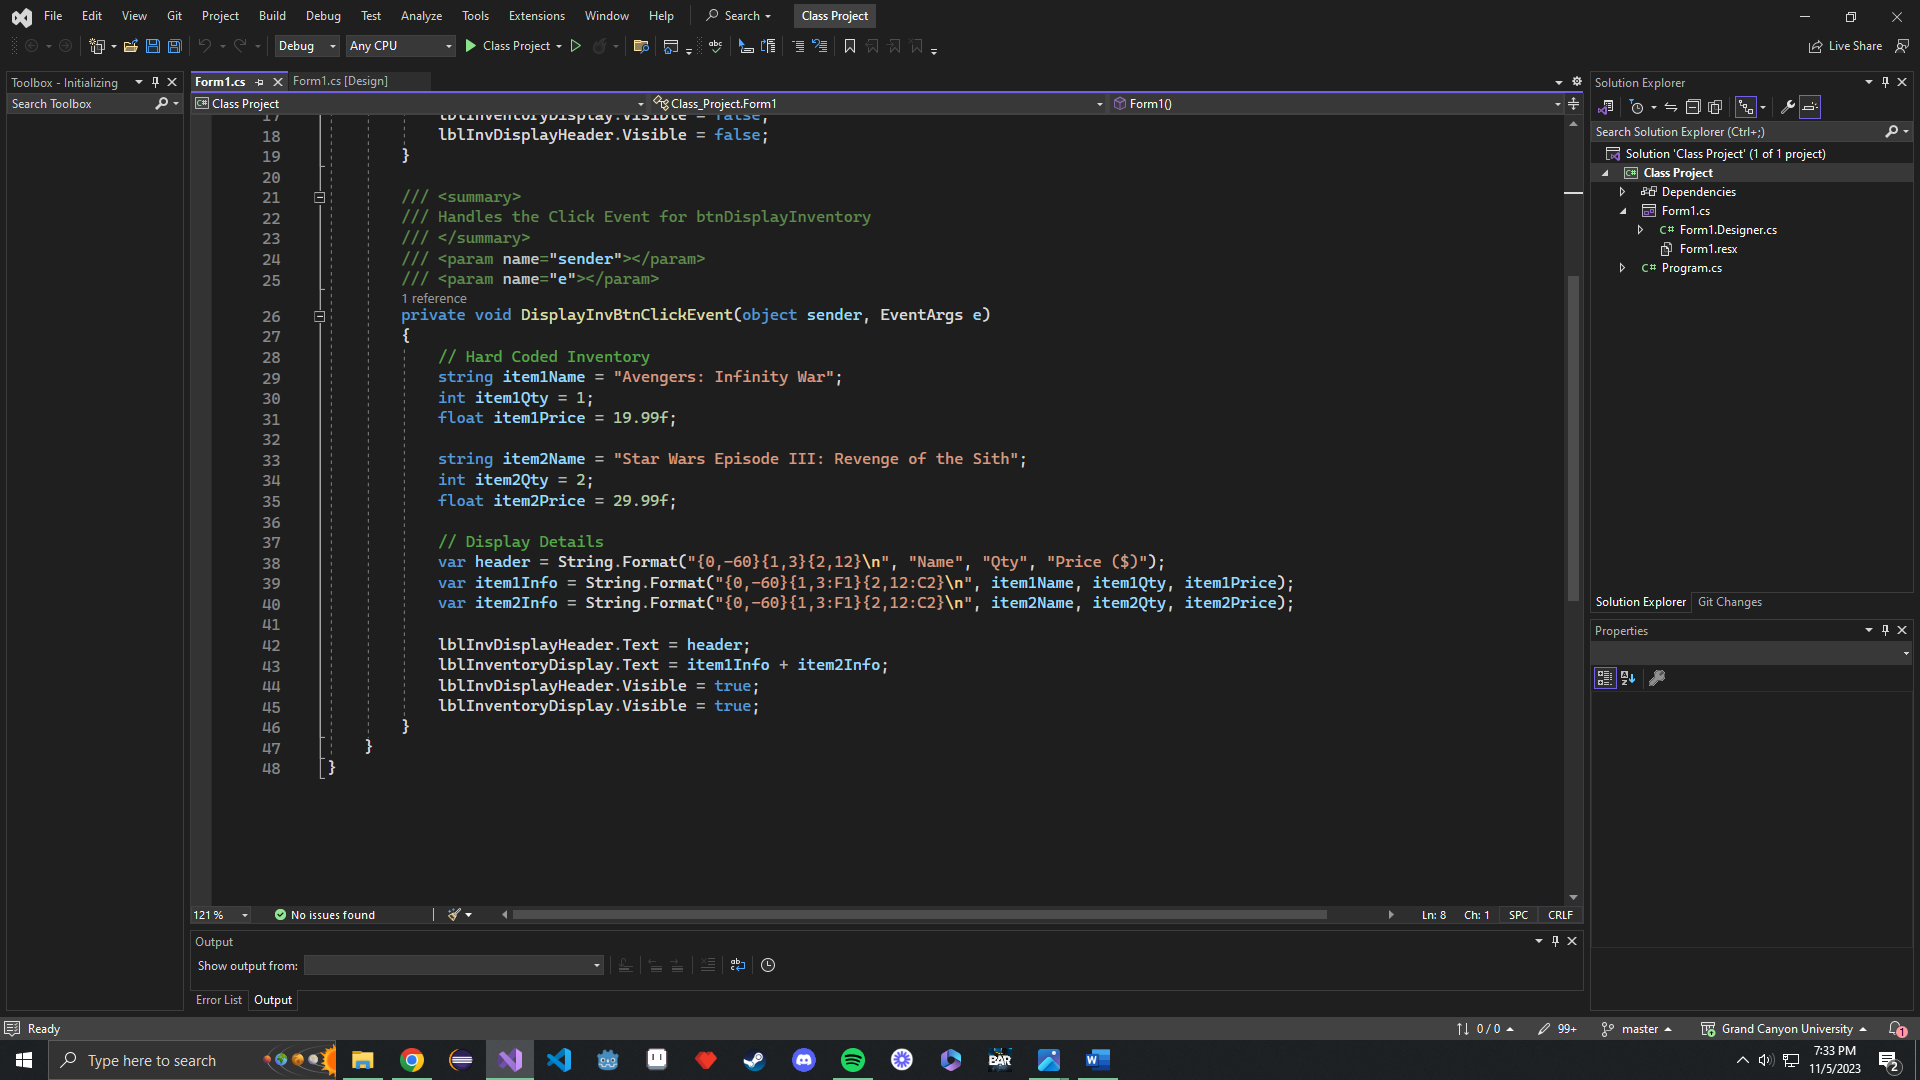 File Edit View Git Project Build Debug Test Analyze Tools Extensions Window Help Search Class Project
Debug Any CPU Class Project Live Share
Toolbox - Initializing
Search Toolbox
Form1.cs Form1.cs [Design]
Class Project Class_Project.Form1 Form1()
17 lblInventoryDisplay.Visible = false;
18 lblInvDisplayHeader.Visible = false;
19 }
20
21 /// <summary>
22 /// Handles the Click Event for btnDisplayInventory
23 /// </summary>
24 /// <param name="sender"></param>
25 /// <param name="e"></param>
1 reference
26 private void DisplayInvBtnClickEvent(object sender, EventArgs e)
27 {
28 // Hard Coded Inventory
29 string item1Name = "Avengers: Infinity War";
30 int item1Qty = 1;
31 float item1Price = 19.99f;
32
33 string item2Name = "Star Wars Episode III: Revenge of the Sith";
34 int item2Qty = 2;
35 float item2Price = 29.99f;
36
37 // Display Details
38 var header = String.Format("{0,-60}{1,3}{2,12}\n", "Name", "Qty", "Price ($)");
39 var item1Info = String.Format("{0,-60}{1,3:F1}{2,12:C2}\n", item1Name, item1Qty, item1Price);
40 var item2Info = String.Format("{0,-60}{1,3:F1}{2,12:C2}\n", item2Name, item2Qty, item2Price);
41
42 lblInvDisplayHeader.Text = header;
43 lblInventoryDisplay.Text = item1Info + item2Info;
44 lblInvDisplayHeader.Visible = true;
45 lblInventoryDisplay.Visible = true;
46 }
47 }
48 }
121 % No issues found Ln: 8 Ch: 1 SPC CRLF
Output
Show output from:
Error List Output
Solution Explorer
Search Solution Explorer (Ctrl+;)
Solution 'Class Project' (1 of 1 project)
Class Project
Dependencies
Form1.cs
Form1.Designer.cs
Form1.resx
Program.cs
Solution Explorer Git Changes
Properties
Ready 0 / 0 99+ master Grand Canyon University 1
Type here to search BAR 7:33 PM
11/5/2023 2